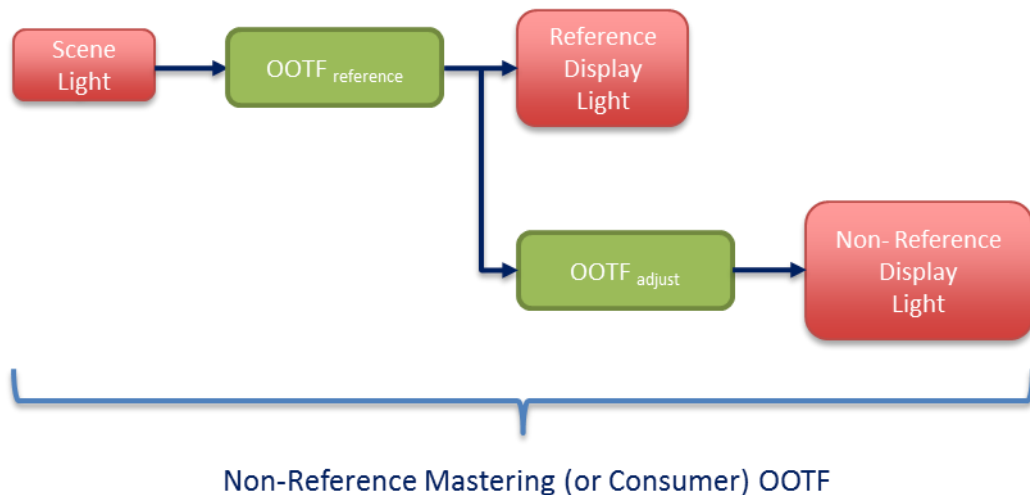 Scene
Light
OOTF reference
Reference
Display
Light
OOTF adjust
Non- Reference
Display
Light
Non-Reference Mastering (or Consumer) OOTF